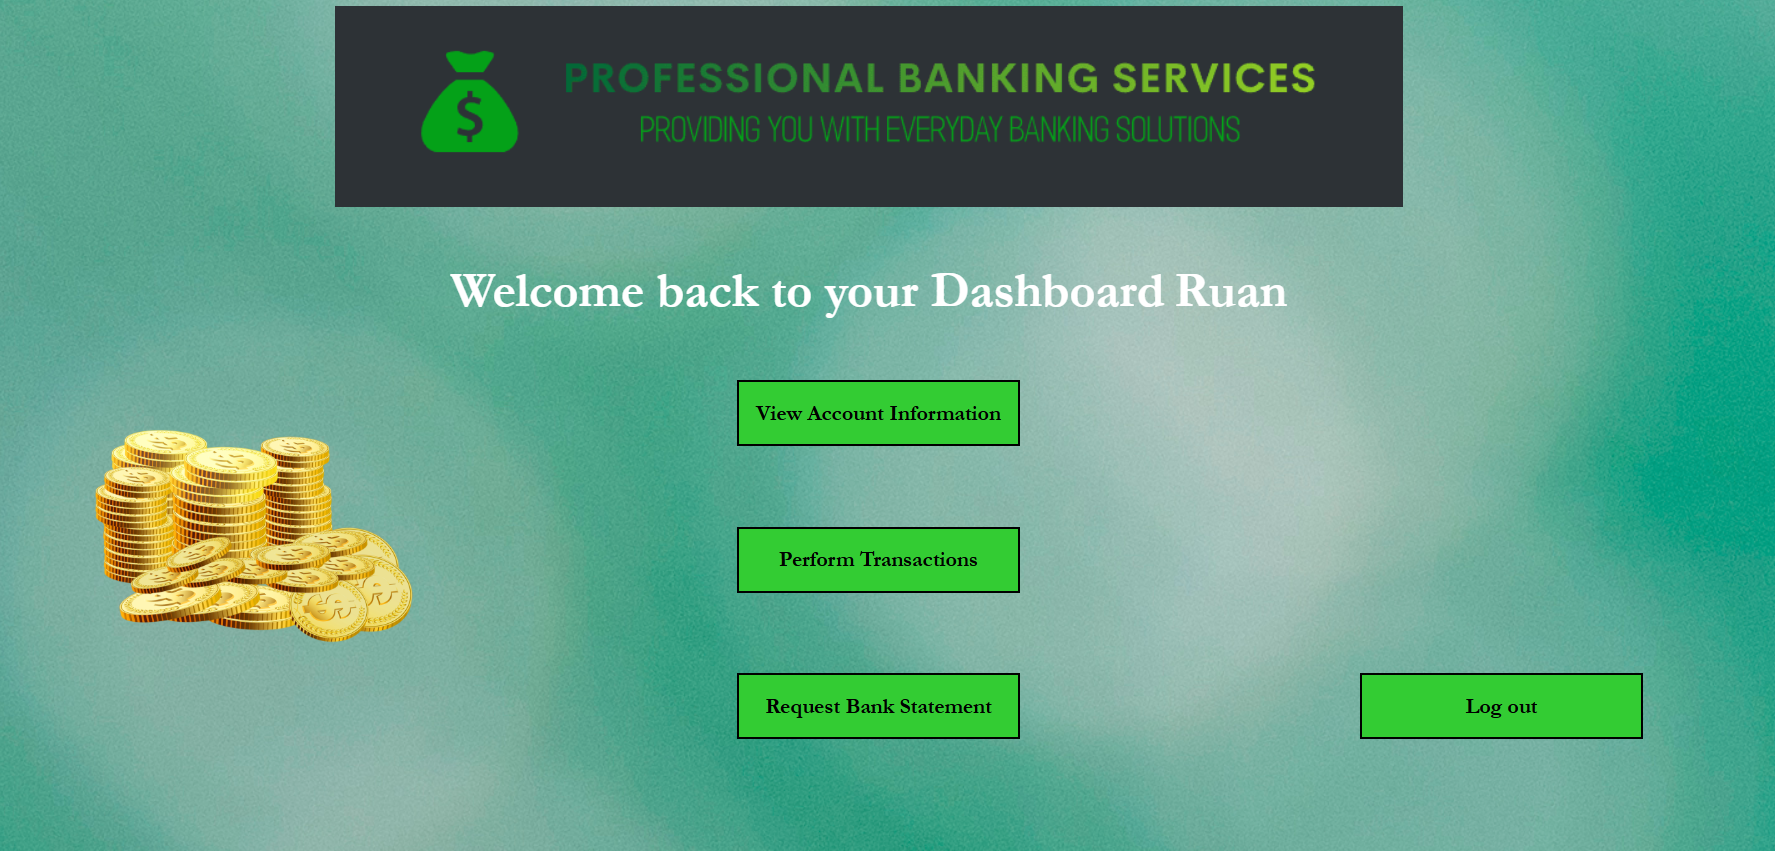 $
PROFESSIONAL BANKING SERVICES
PROVIDING YOU WITH EVERYDAY BANKING SOLUTIONS
Welcome back to your Dashboard Ruan
View Account Information
Perform Transactions
Request Bank Statement
Log out